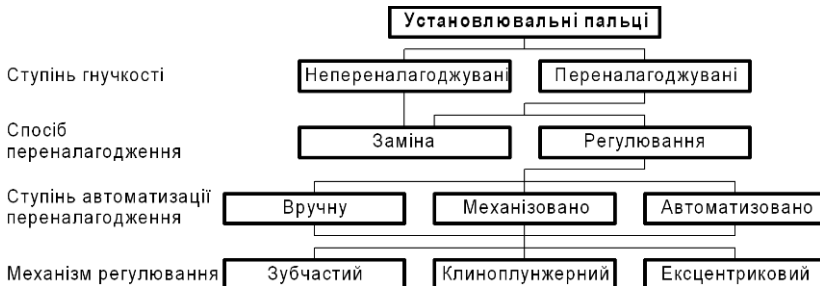 Установлювальні пальці
Ступінь гнучкості
Непереналагоджувані
Переналагоджувані
Спосіб
переналагодження
Заміна
Регулювання
Ступінь автоматизації
переналагодження
Вручну
Механізовано
Автоматизовано
Механізм регулювання
Зубчастий
Клиноплунжерний
Ексцентриковий